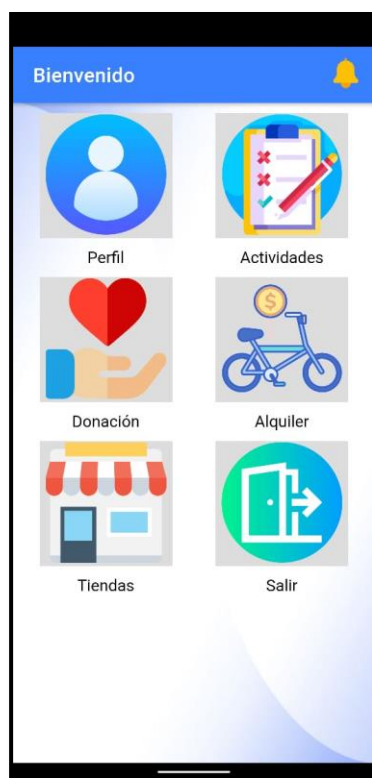 Bienvenido
Perfil
Actividades
$
Donación
Alquiler
Tiendas
Salir